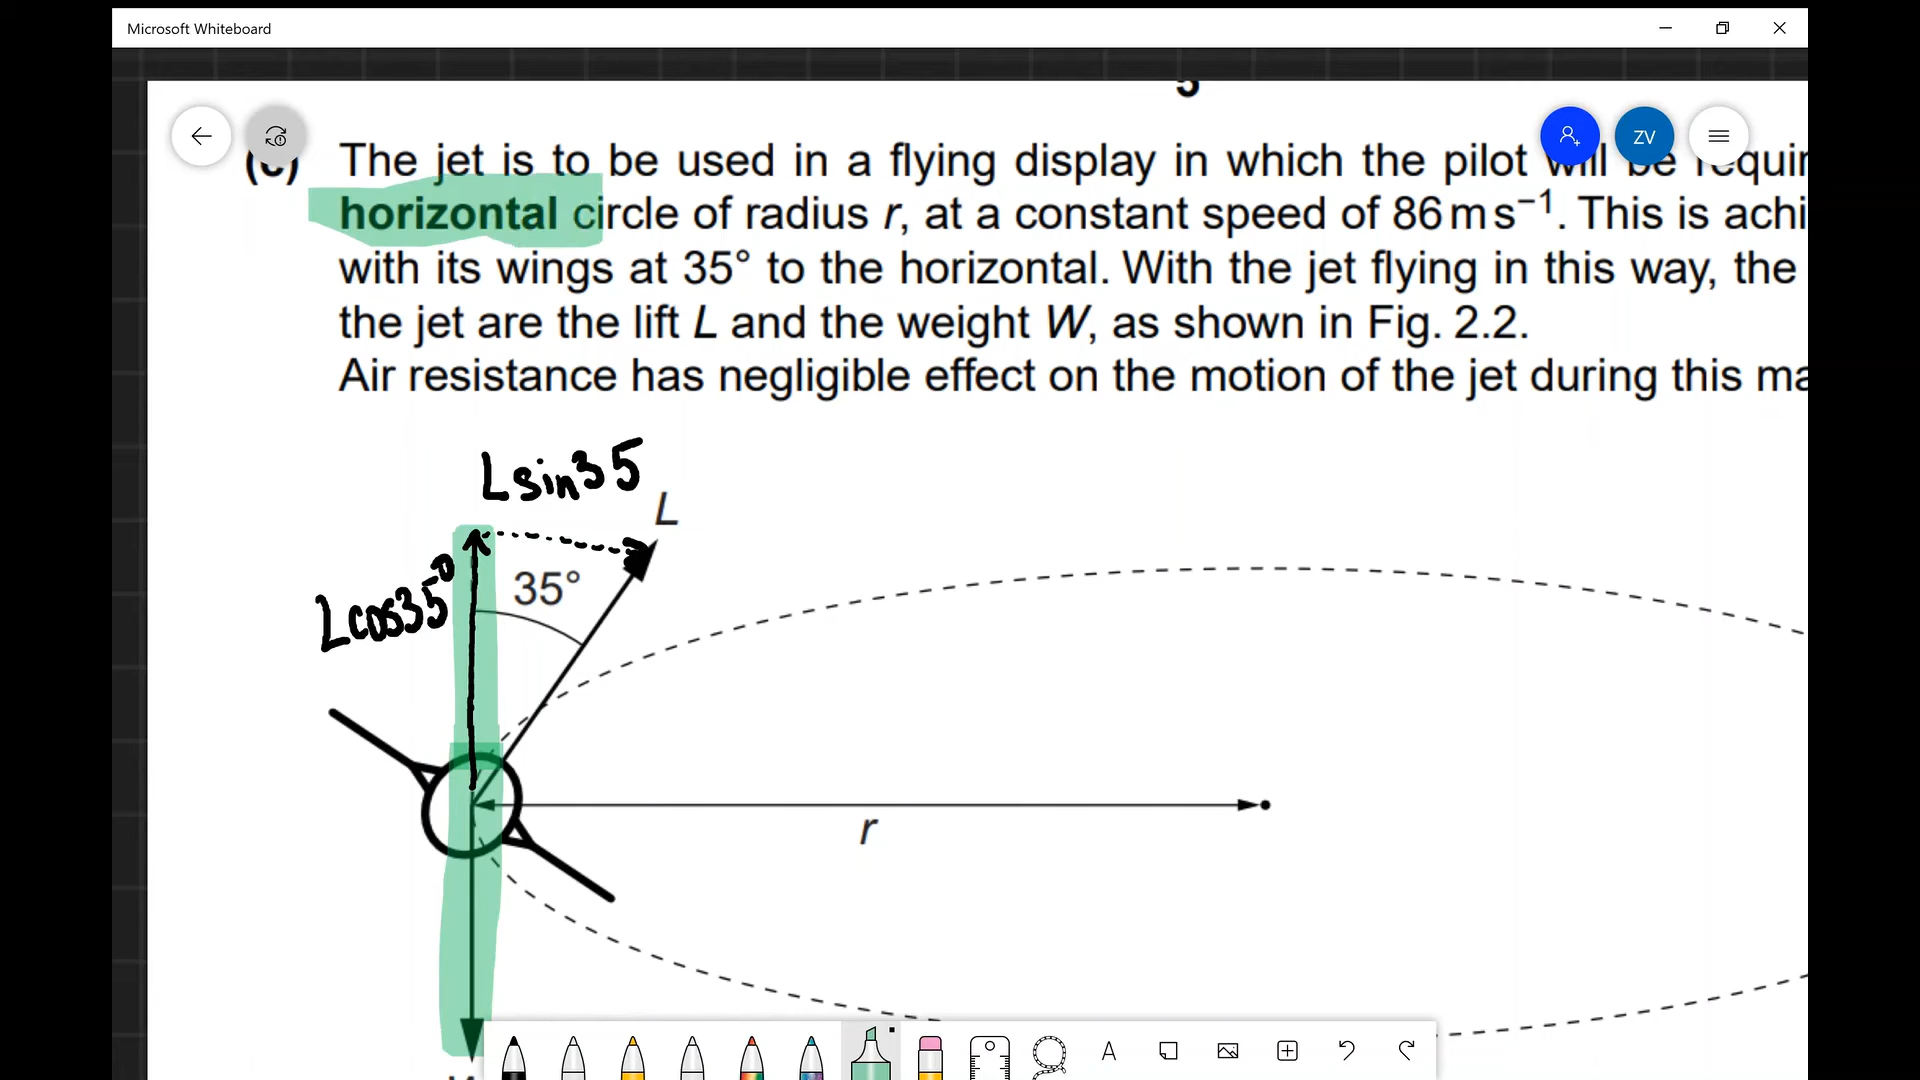 Microsoft Whiteboard
5
ZV
(c) The jet is to be used in a flying display in which the pilot will be requir
horizontal circle of radius r, at a constant speed of 86 m s⁻¹. This is achi
with its wings at 35° to the horizontal. With the jet flying in this way, the
the jet are the lift L and the weight W, as shown in Fig. 2.2.
Air resistance has negligible effect on the motion of the jet during this ma
Lsin35
L
35°
Lcos35°
r
A